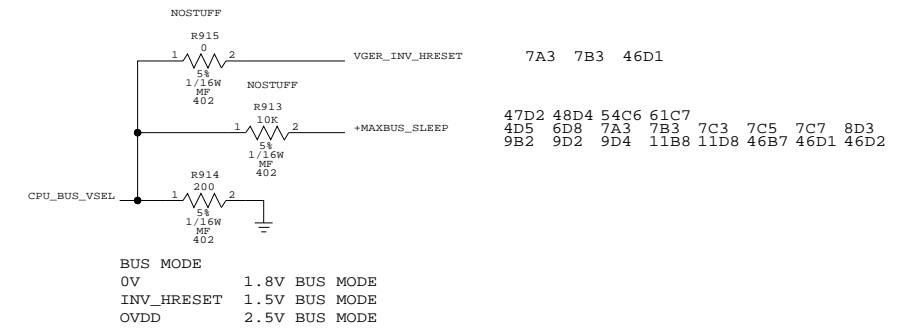 NOSTUFF
R915
0
1 2 VGER_INV_HRESET 7A3 7B3 46D1
5%
1/16W
MF
402
NOSTUFF
R913
10K
1 2 +MAXBUS_SLEEP
5%
1/16W
MF
402
47D2 48D4 54C6 61C7
4D5 6D8 7A3 7B3 7C3 7C5 7C7 8D3
9B2 9D2 9D4 11B8 11D8 46B7 46D1 46D2
R914
200
CPU_BUS_VSEL 1 2
5%
1/16W
MF
402
BUS MODE
0V 1.8V BUS MODE
INV_HRESET 1.5V BUS MODE
OVDD 2.5V BUS MODE